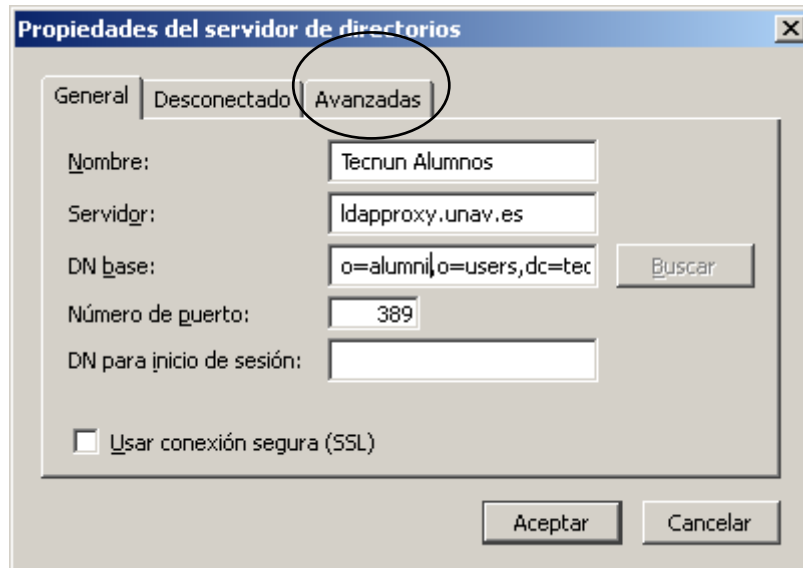 Propiedades del servidor de directorios
General Desconectado Avanzadas
Nombre: Tecnun Alumnos
Servidor: ldapproxy.unav.es
DN base: o=alumni,o=users,dc=tec Buscar
Número de puerto: 389
DN para inicio de sesión:
Usar conexión segura (SSL)
Aceptar Cancelar